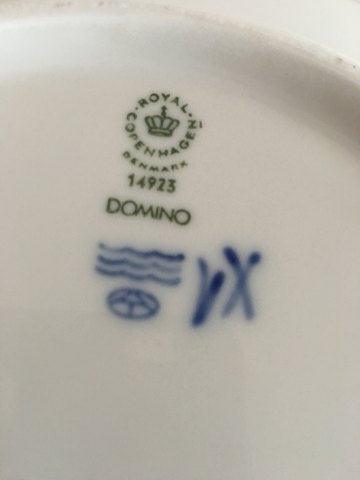 ROYAL
COPENHAGEN
DENMARK
14923
DOMINO